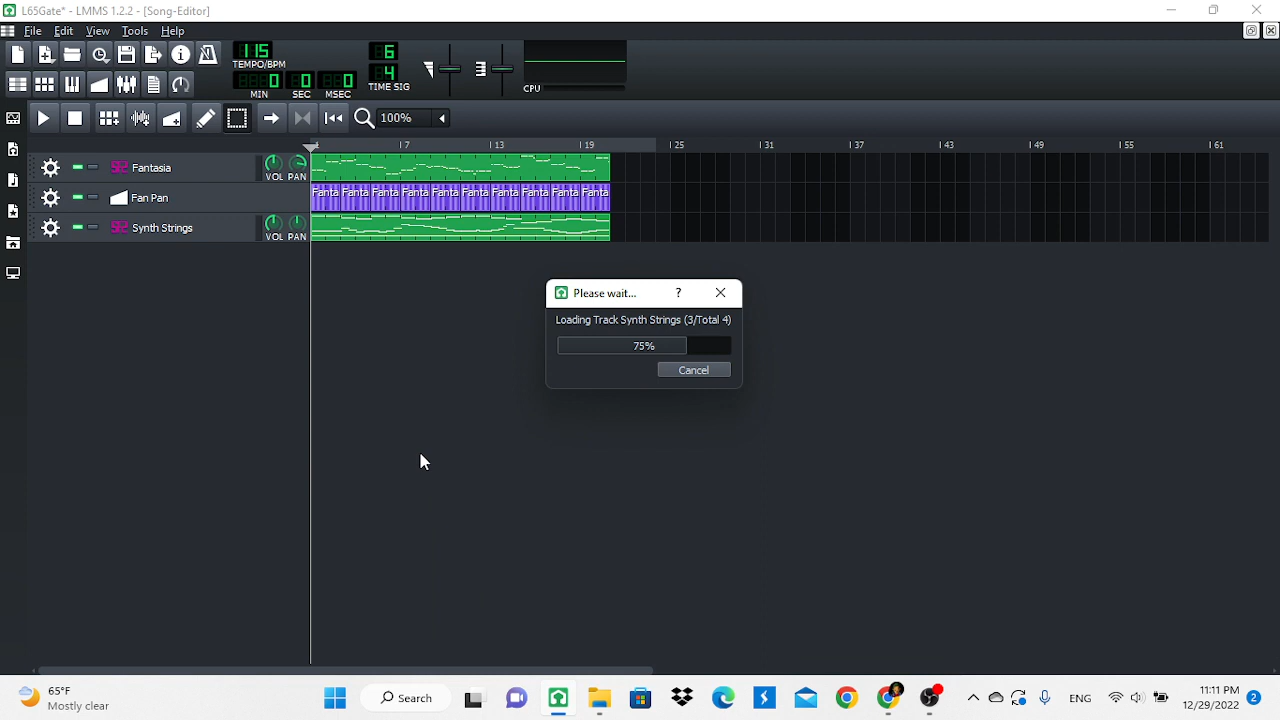 L65Gate* - LMMS 1.2.2 - [Song-Editor]
File Edit View Tools Help
115
TEMPO/BPM
6
4
TIME SIG
0 0 0
MIN SEC MSEC
CPU
100%
7 13 19 25 31 37 43 49 55 61
Fantasia
VOL PAN
Fan Pan
Fanta Fanta Fanta Fanta Fanta Fanta Fanta Fanta Fanta Fanta
Synth Strings
VOL PAN
Please wait... ?
Loading Track Synth Strings (3/Total 4)
75%
Cancel
65°F
Mostly clear
Search
ENG
11:11 PM
12/29/2022
2